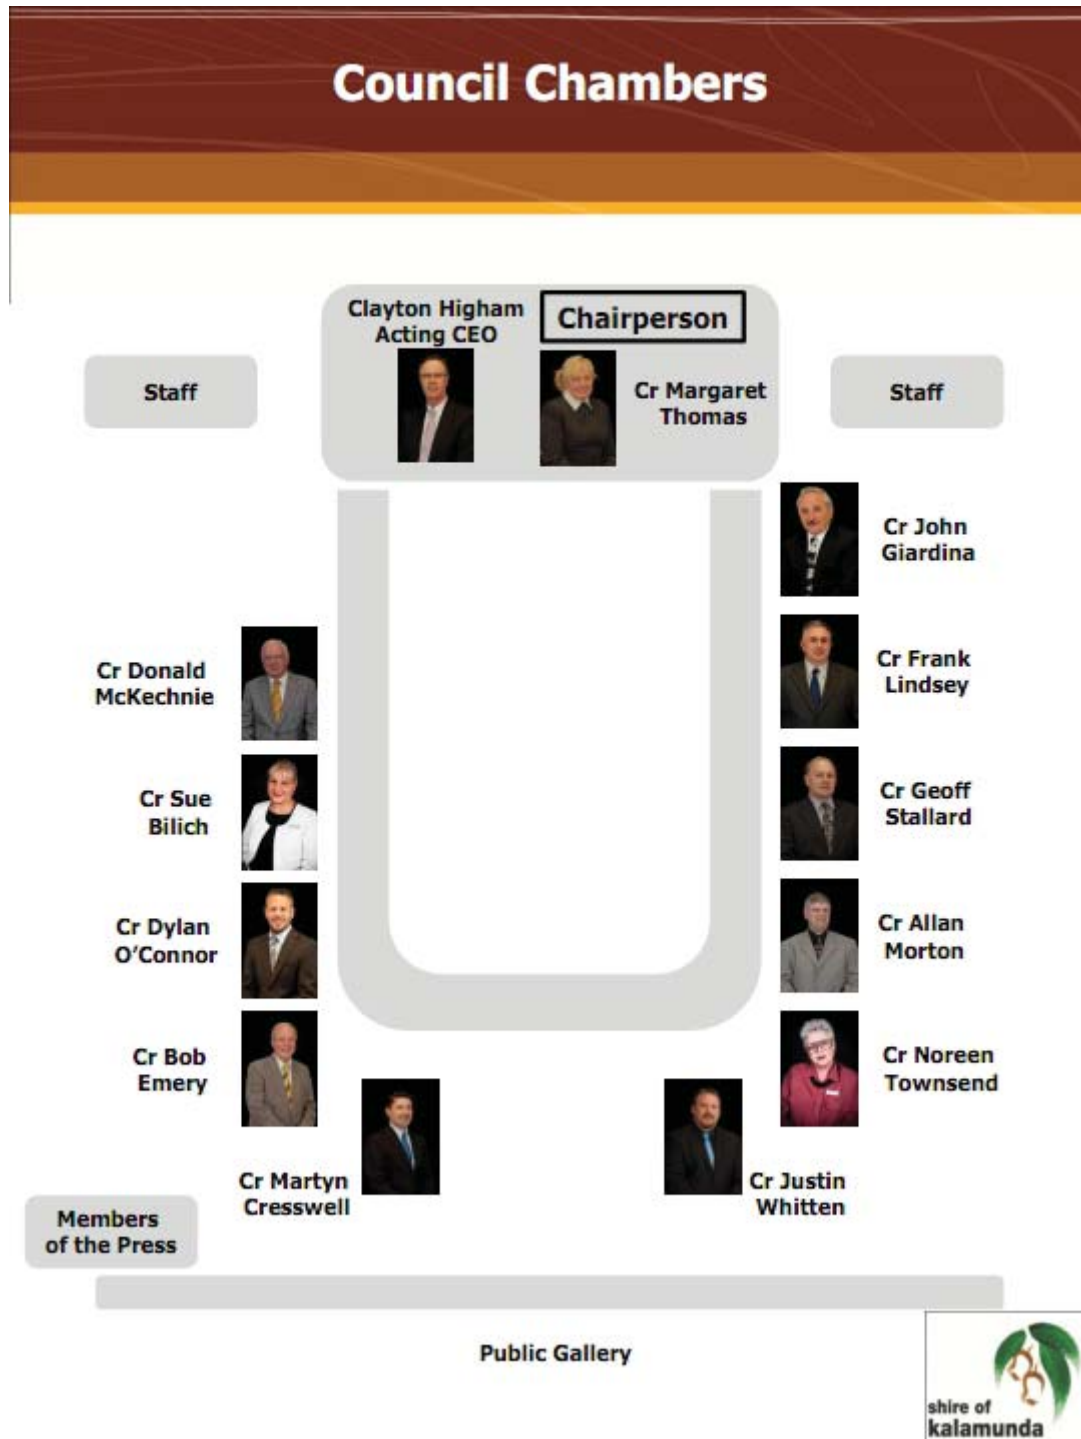 Council Chambers
Clayton Higham
Acting CEO
Chairperson
Cr Margaret
Thomas
Staff
Staff
Cr John
Giardina
Cr Frank
Lindsey
Cr Geoff
Stallard
Cr Allan
Morton
Cr Noreen
Townsend
Cr Donald
McKechnie
Cr Sue
Bilich
Cr Dylan
O'Connor
Cr Bob
Emery
Cr Martyn
Cresswell
Cr Justin
Whitten
Members
of the Press
Public Gallery
shire of
kalamunda